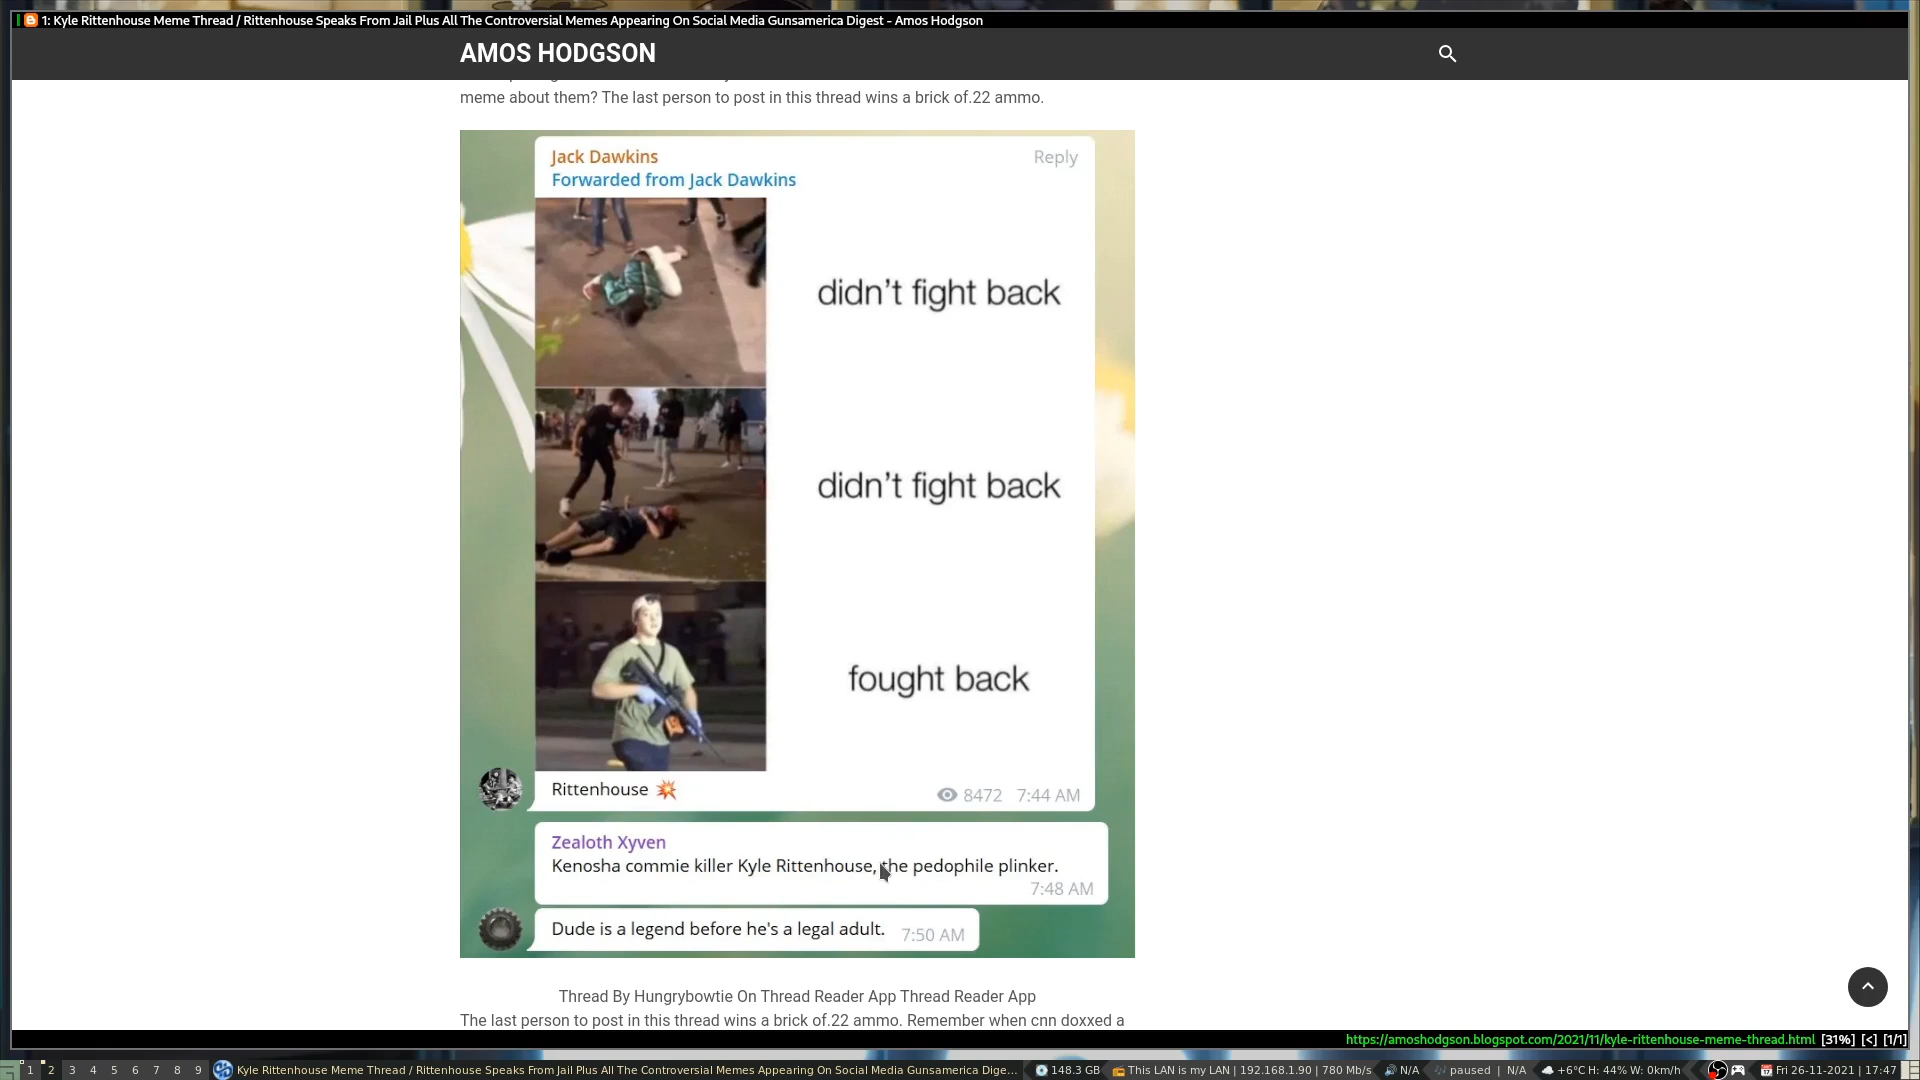 1: Kyle Rittenhouse Meme Thread / Rittenhouse Speaks From Jail Plus All The Controversial Memes Appearing On Social Media Gunsamerica Digest - Amos Hodgson
AMOS HODGSON
meme about them? The last person to post in this thread wins a brick of.22 ammo.
Jack Dawkins
Reply
Forwarded from Jack Dawkins
didn't fight back
didn't fight back
fought back
Rittenhouse 💥
8472 7:44 AM
Zealoth Xyven
Kenosha commie killer Kyle Rittenhouse, the pedophile plinker.
7:48 AM
Dude is a legend before he's a legal adult. 7:50 AM
Thread By Hungrybowtie On Thread Reader App Thread Reader App
The last person to post in this thread wins a brick of.22 ammo. Remember when cnn doxxed a
https://amoshodgson.blogspot.com/2021/11/kyle-rittenhouse-meme-thread.html [31%] [<] [1/1]
1 2 3 4 5 6 7 8 9 Kyle Rittenhouse Meme Thread / Rittenhouse Speaks From Jail Plus All The Controversial Memes Appearing On Social Media Gunsamerica Dige... 148.3 GB This LAN is my LAN | 192.168.1.90 | 780 Mb/s N/A paused | N/A +6°C H: 44% W: 0km/h Fri 26-11-2021 | 17:47